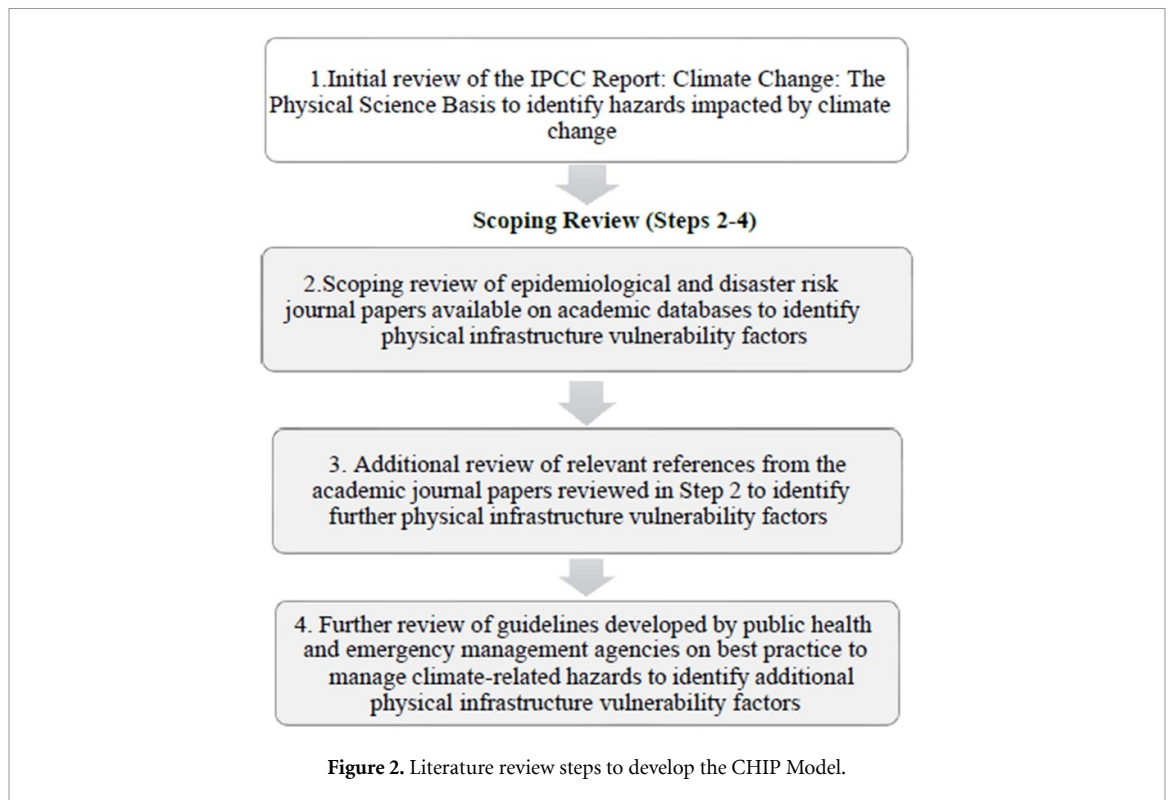 1.Initial review of the IPCC Report: Climate Change: The
Physical Science Basis to identify hazards impacted by climate
change
Scoping Review (Steps 2-4)
2.Scoping review of epidemiological and disaster risk
journal papers available on academic databases to identify
physical infrastructure vulnerability factors
3. Additional review of relevant references from the
academic journal papers reviewed in Step 2 to identify
further physical infrastructure vulnerability factors
4. Further review of guidelines developed by public health
and emergency management agencies on best practice to
manage climate-related hazards to identify additional
physical infrastructure vulnerability factors
Figure 2. Literature review steps to develop the CHIP Model.